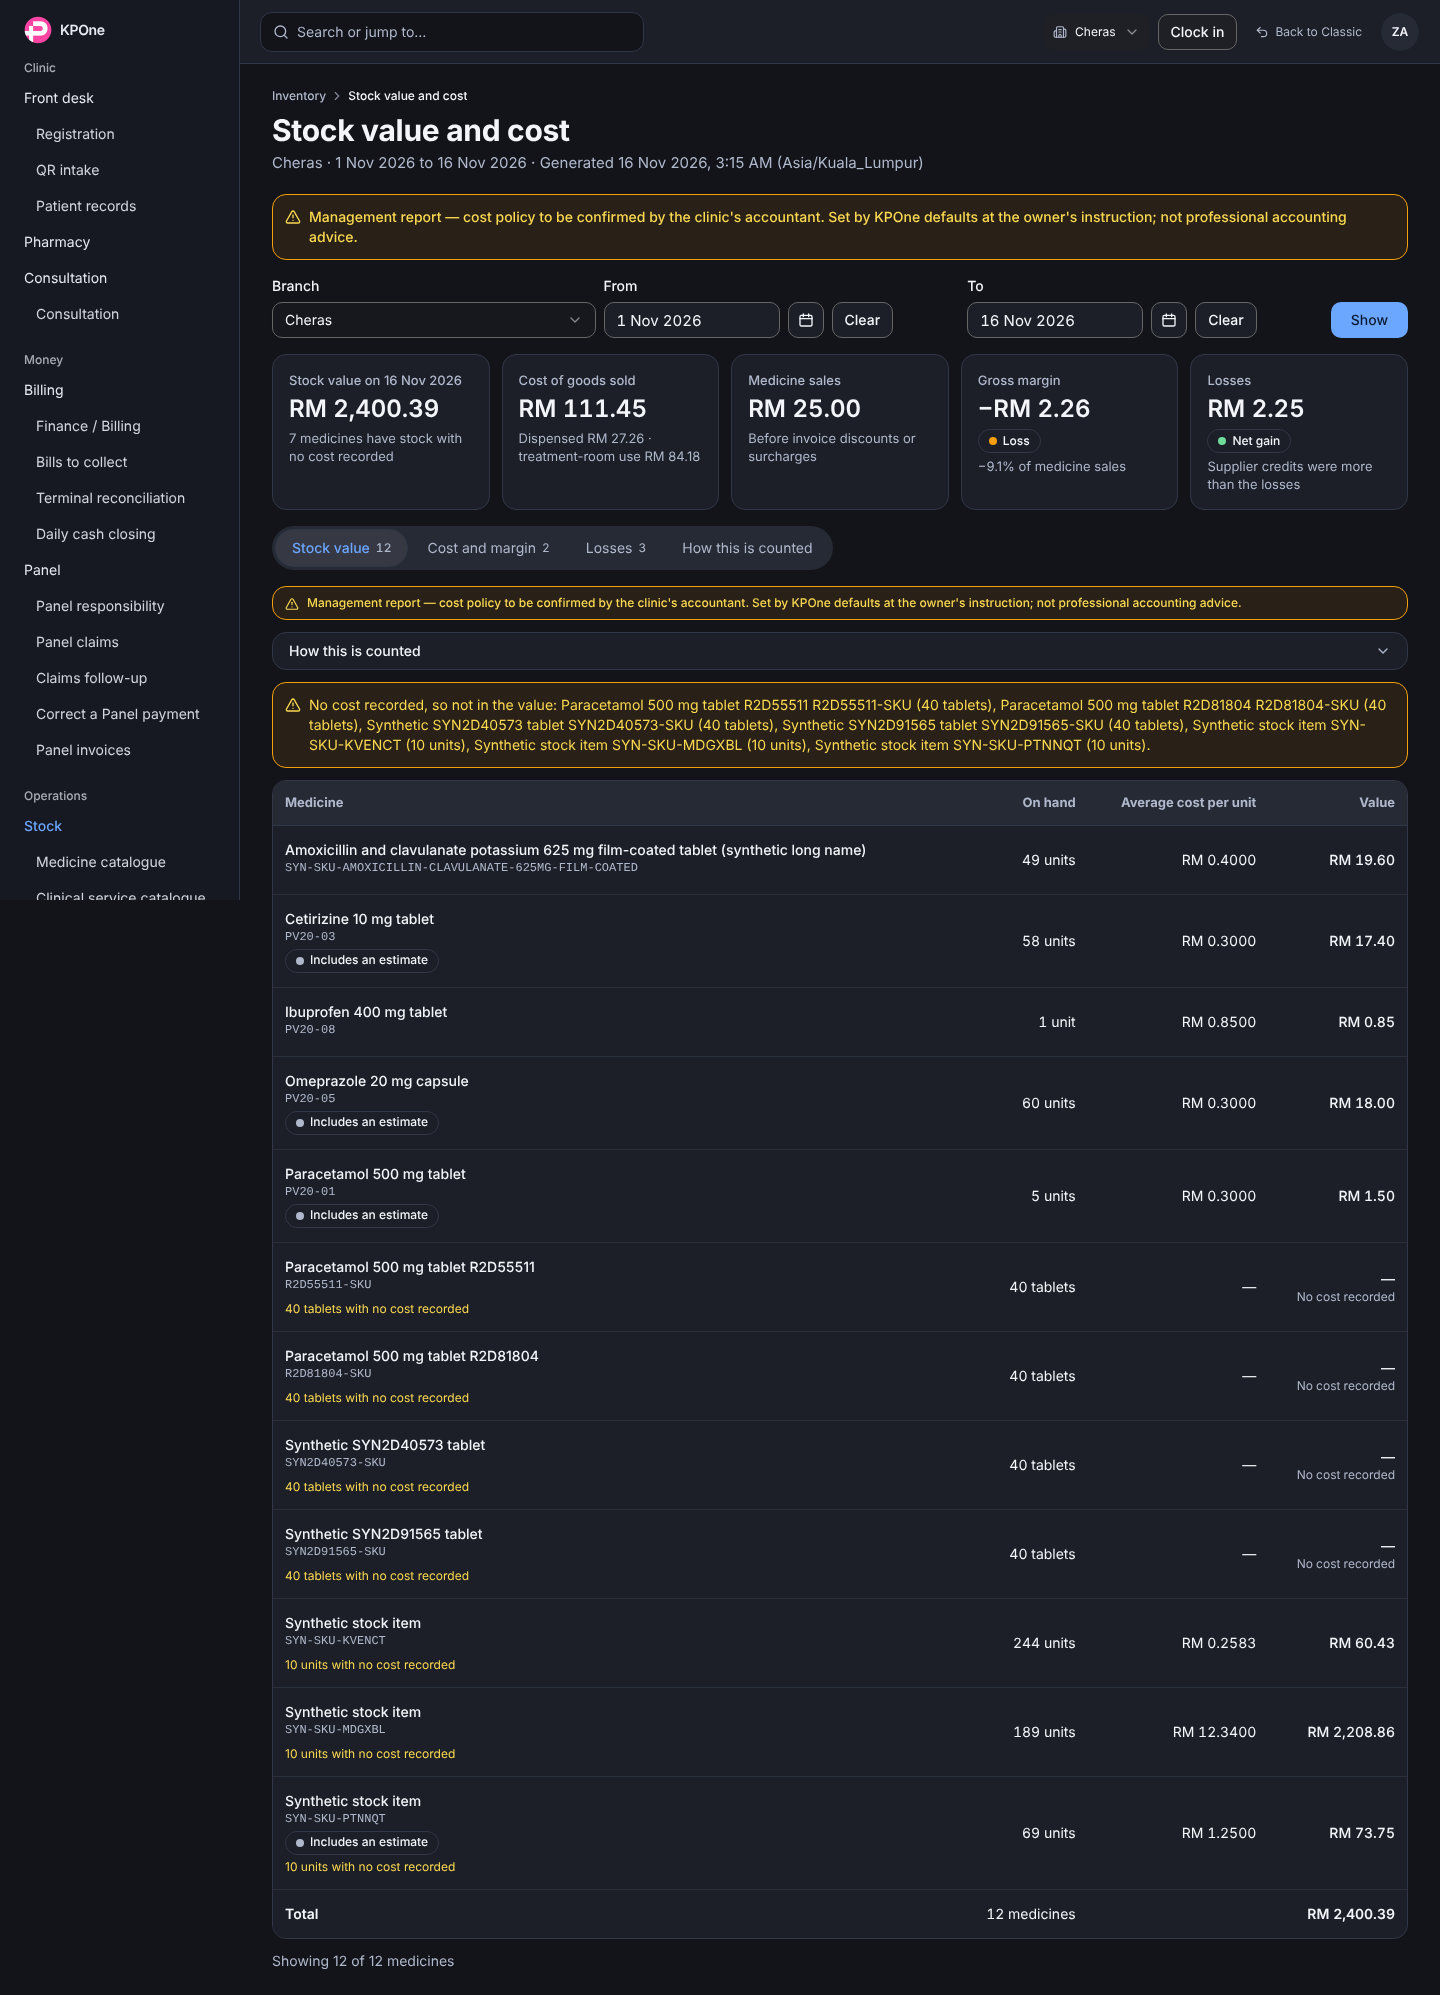 KPOne
Clinic
Front desk
Registration
QR intake
Patient records
Pharmacy
Consultation
Consultation
Money
Billing
Finance / Billing
Bills to collect
Terminal reconciliation
Daily cash closing
Panel
Panel responsibility
Panel claims
Claims follow-up
Correct a Panel payment
Panel invoices
Operations
Stock
Medicine catalogue
Clinical service catalogue
Search or jump to...
Cheras
Clock in
Back to Classic
ZA
Inventory > Stock value and cost
Stock value and cost
Cheras · 1 Nov 2026 to 16 Nov 2026 · Generated 16 Nov 2026, 3:15 AM (Asia/Kuala_Lumpur)
Management report — cost policy to be confirmed by the clinic's accountant. Set by KPOne defaults at the owner's instruction; not professional accounting
advice.
Branch
Cheras
From
1 Nov 2026
Clear
To
16 Nov 2026
Clear
Show
Stock value on 16 Nov 2026
RM 2,400.39
7 medicines have stock with
no cost recorded
Cost of goods sold
RM 111.45
Dispensed RM 27.26 ·
treatment-room use RM 84.18
Medicine sales
RM 25.00
Before invoice discounts or
surcharges
Gross margin
−RM 2.26
Loss
−9.1% of medicine sales
Losses
RM 2.25
Net gain
Supplier credits were more
than the losses
Stock value 12
Cost and margin 2
Losses 3
How this is counted
Management report — cost policy to be confirmed by the clinic's accountant. Set by KPOne defaults at the owner's instruction; not professional accounting advice.
How this is counted
No cost recorded, so not in the value: Paracetamol 500 mg tablet R2D55511 R2D55511-SKU (40 tablets), Paracetamol 500 mg tablet R2D81804 R2D81804-SKU (40
tablets), Synthetic SYN2D40573 tablet SYN2D40573-SKU (40 tablets), Synthetic SYN2D91565 tablet SYN2D91565-SKU (40 tablets), Synthetic stock item SYN-
SKU-KVENCT (10 units), Synthetic stock item SYN-SKU-MDGXBL (10 units), Synthetic stock item SYN-SKU-PTNNQT (10 units).
Medicine On hand Average cost per unit Value
Amoxicillin and clavulanate potassium 625 mg film-coated tablet (synthetic long name)
SYN-SKU-AMOXICILLIN-CLAVULANATE-625MG-FILM-COATED
49 units RM 0.4000 RM 19.60
Cetirizine 10 mg tablet
PV20-03
Includes an estimate
58 units RM 0.3000 RM 17.40
Ibuprofen 400 mg tablet
PV20-08
1 unit RM 0.8500 RM 0.85
Omeprazole 20 mg capsule
PV20-05
Includes an estimate
60 units RM 0.3000 RM 18.00
Paracetamol 500 mg tablet
PV20-01
Includes an estimate
5 units RM 0.3000 RM 1.50
Paracetamol 500 mg tablet R2D55511
R2D55511-SKU
40 tablets with no cost recorded
40 tablets — —
No cost recorded
Paracetamol 500 mg tablet R2D81804
R2D81804-SKU
40 tablets with no cost recorded
40 tablets — —
No cost recorded
Synthetic SYN2D40573 tablet
SYN2D40573-SKU
40 tablets with no cost recorded
40 tablets — —
No cost recorded
Synthetic SYN2D91565 tablet
SYN2D91565-SKU
40 tablets with no cost recorded
40 tablets — —
No cost recorded
Synthetic stock item
SYN-SKU-KVENCT
10 units with no cost recorded
244 units RM 0.2583 RM 60.43
Synthetic stock item
SYN-SKU-MDGXBL
10 units with no cost recorded
189 units RM 12.3400 RM 2,208.86
Synthetic stock item
SYN-SKU-PTNNQT
Includes an estimate
10 units with no cost recorded
69 units RM 1.2500 RM 73.75
Total 12 medicines RM 2,400.39
Showing 12 of 12 medicines